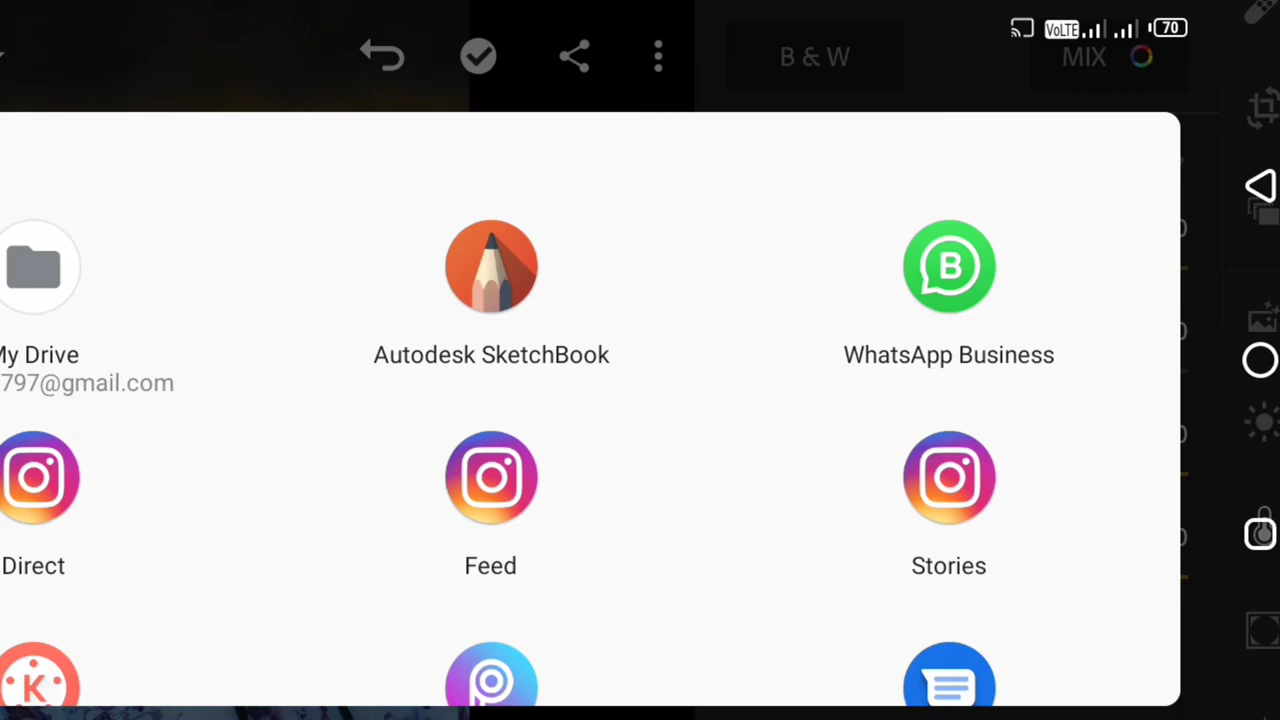 VoLTE 70
B & W MIX
My Drive Autodesk SketchBook WhatsApp Business
797@gmail.com
Direct Feed Stories